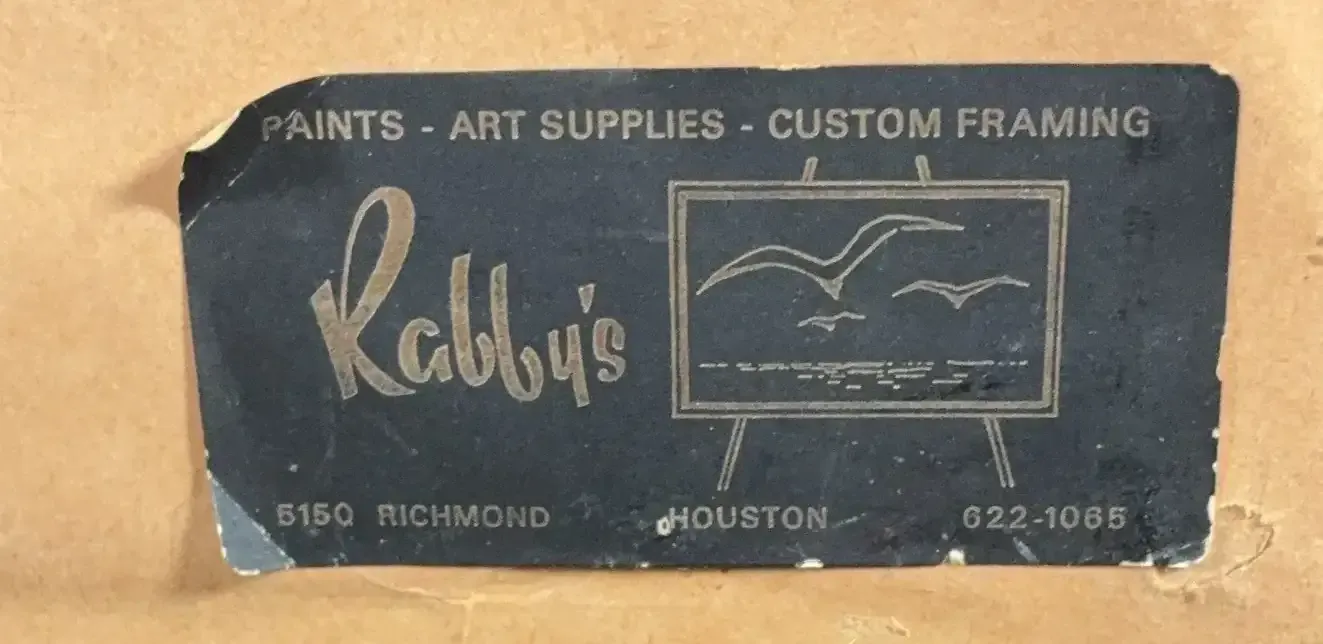 PAINTS - ART SUPPLIES - CUSTOM FRAMING
Rabby's
5150 RICHMOND HOUSTON 622-1065